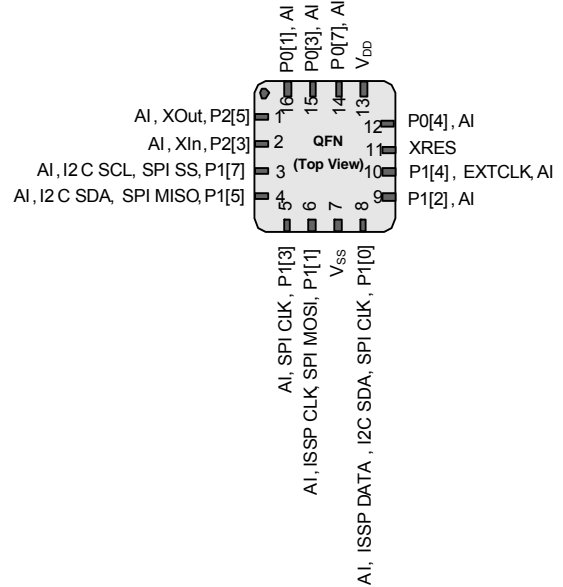 P0[1], AI
P0[3], AI
P0[7], AI
VDD
16
15
14
13
AI, XOut, P2[5]
1
AI, XIn, P2[3]
2
AI, I2C SCL, SPI SS, P1[7]
3
AI, I2C SDA, SPI MISO, P1[5]
4
QFN
(Top View)
12
P0[4], AI
11
XRES
10
P1[4], EXTCLK, AI
9
P1[2], AI
5
6
7
8
AI, SPI CLK, P1[3]
AI, ISSP CLK, SPI MOSI, P1[1]
VSS
AI, ISSP DATA, I2C SDA, SPI CLK, P1[0]